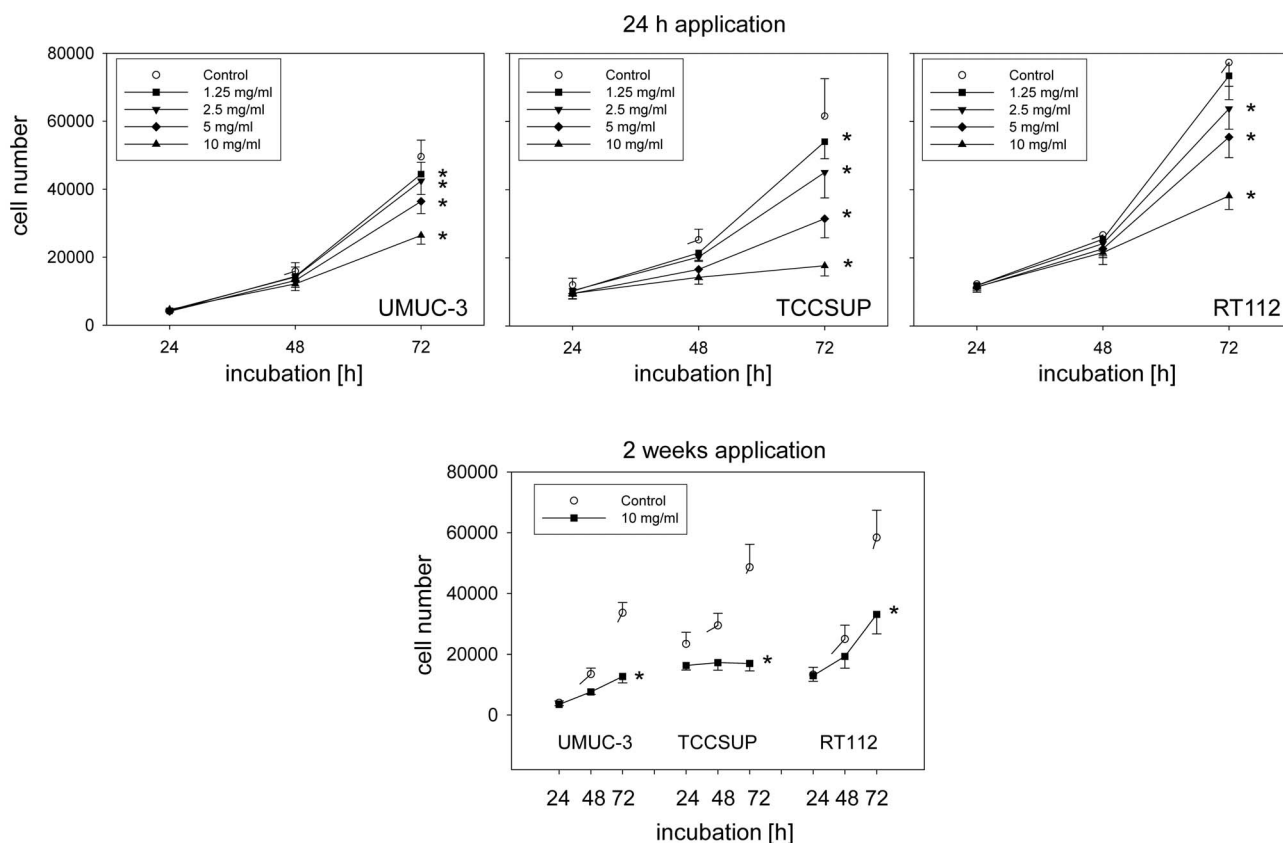 24 h application
cell number
80000
60000
40000
20000
0
Control
1.25 mg/ml
2.5 mg/ml
5 mg/ml
10 mg/ml
*
*
*
*
UMUC-3
24
48
72
incubation [h]
Control
1.25 mg/ml
2.5 mg/ml
5 mg/ml
10 mg/ml
*
*
*
*
TCCSUP
24
48
72
incubation [h]
Control
1.25 mg/ml
2.5 mg/ml
5 mg/ml
10 mg/ml
*
*
*
RT112
24
48
72
incubation [h]
2 weeks application
cell number
80000
60000
40000
20000
0
Control
10 mg/ml
*
*
*
UMUC-3 TCCSUP RT112
24 48 72 24 48 72 24 48 72
incubation [h]